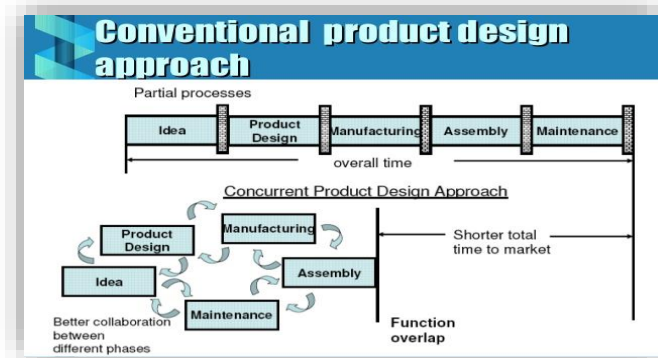 Conventional product design
approach
Partial processes
Idea
Product
Design
Manufacturing
Assembly
Maintenance
overall time
Concurrent Product Design Approach
Product
Design
Manufacturing
Idea
Assembly
Maintenance
Shorter total
time to market
Better collaboration
between
different phases
Function
overlap